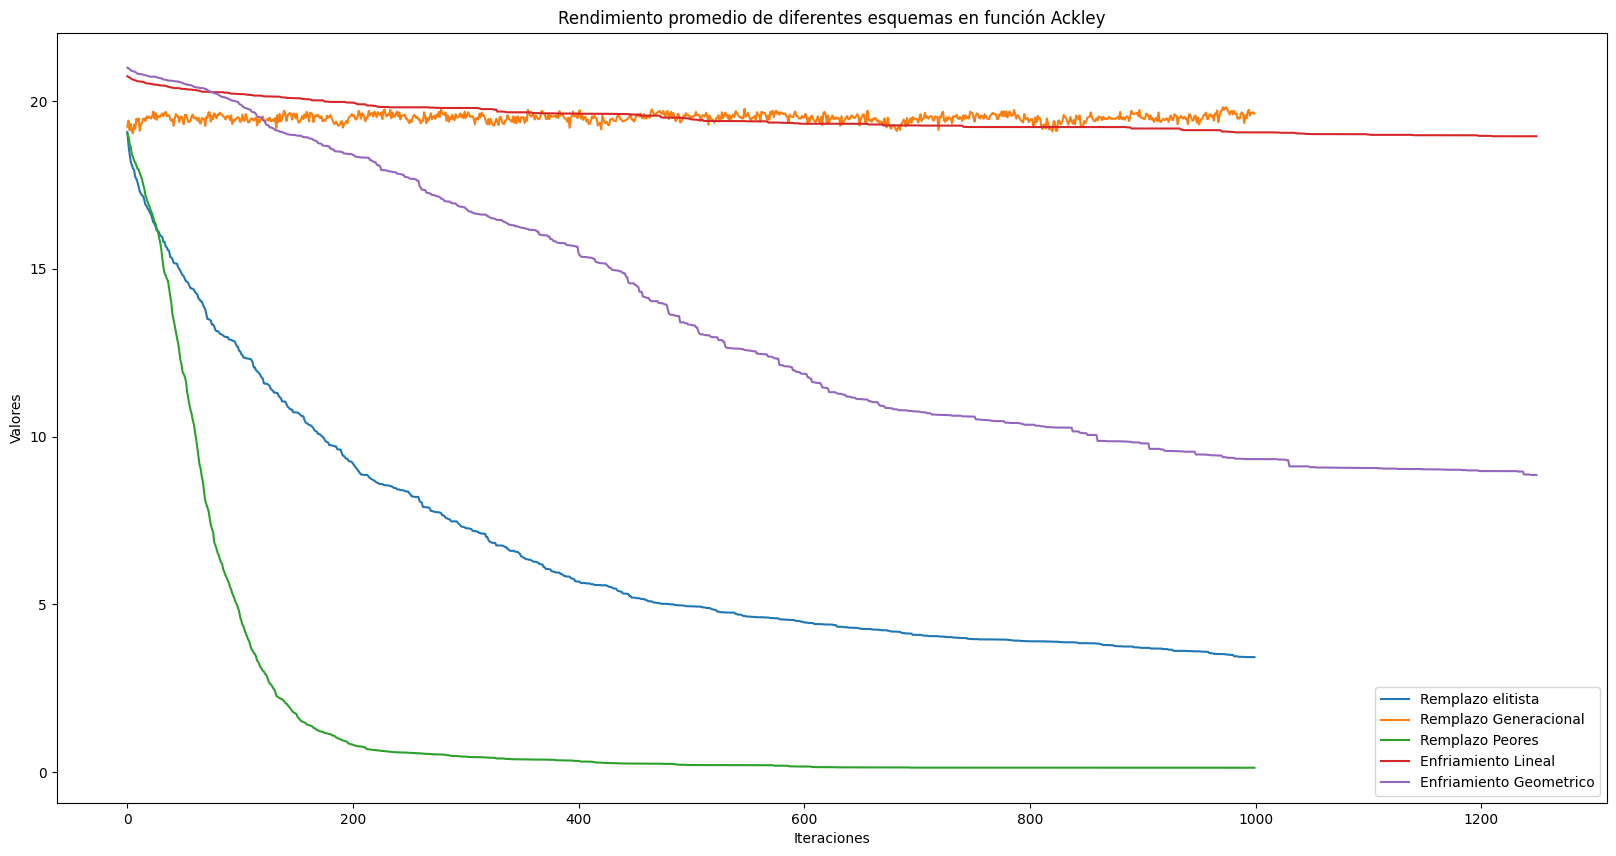 Rendimiento promedio de diferentes esquemas en función Ackley
Valores
20
15
10
5
0
0 200 400 600 800 1000 1200
Iteraciones
Remplazo elitista
Remplazo Generacional
Remplazo Peores
Enfriamiento Lineal
Enfriamiento Geometrico